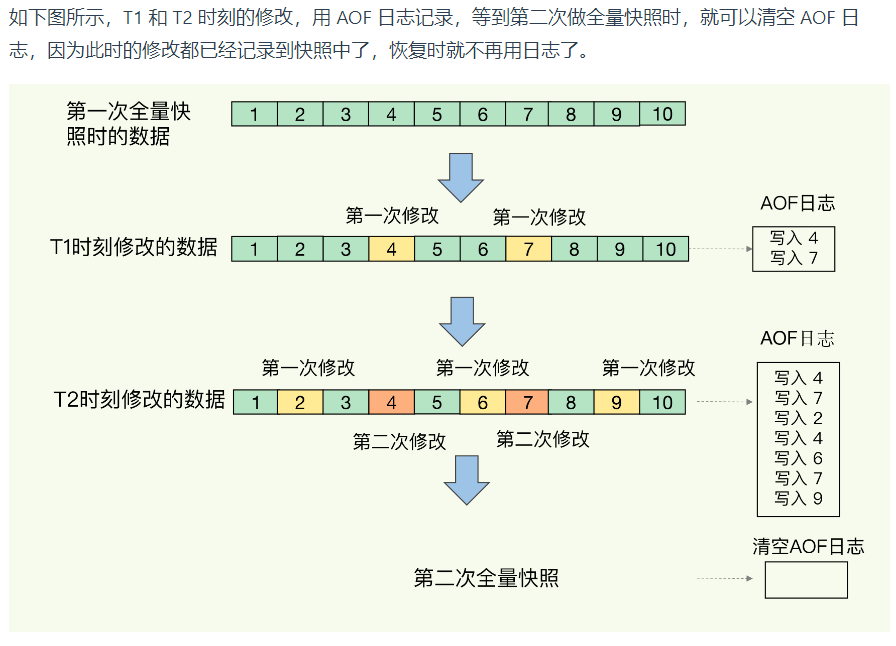 如下图所示，T1 和 T2 时刻的修改，用 AOF 日志记录，等到第二次做全量快照时，就可以清空 AOF 日
志，因为此时的修改都已经记录到快照中了，恢复时就不再用日志了。
第一次全量快
照时的数据
1 2 3 4 5 6 7 8 9 10
第一次修改 第一次修改
AOF日志
T1时刻修改的数据
1 2 3 4 5 6 7 8 9 10
写入 4
写入 7
AOF日志
第一次修改 第一次修改 第一次修改
T2时刻修改的数据
1 2 3 4 5 6 7 8 9 10
第二次修改 第二次修改
写入 4
写入 7
写入 2
写入 4
写入 6
写入 7
写入 9
清空AOF日志
第二次全量快照